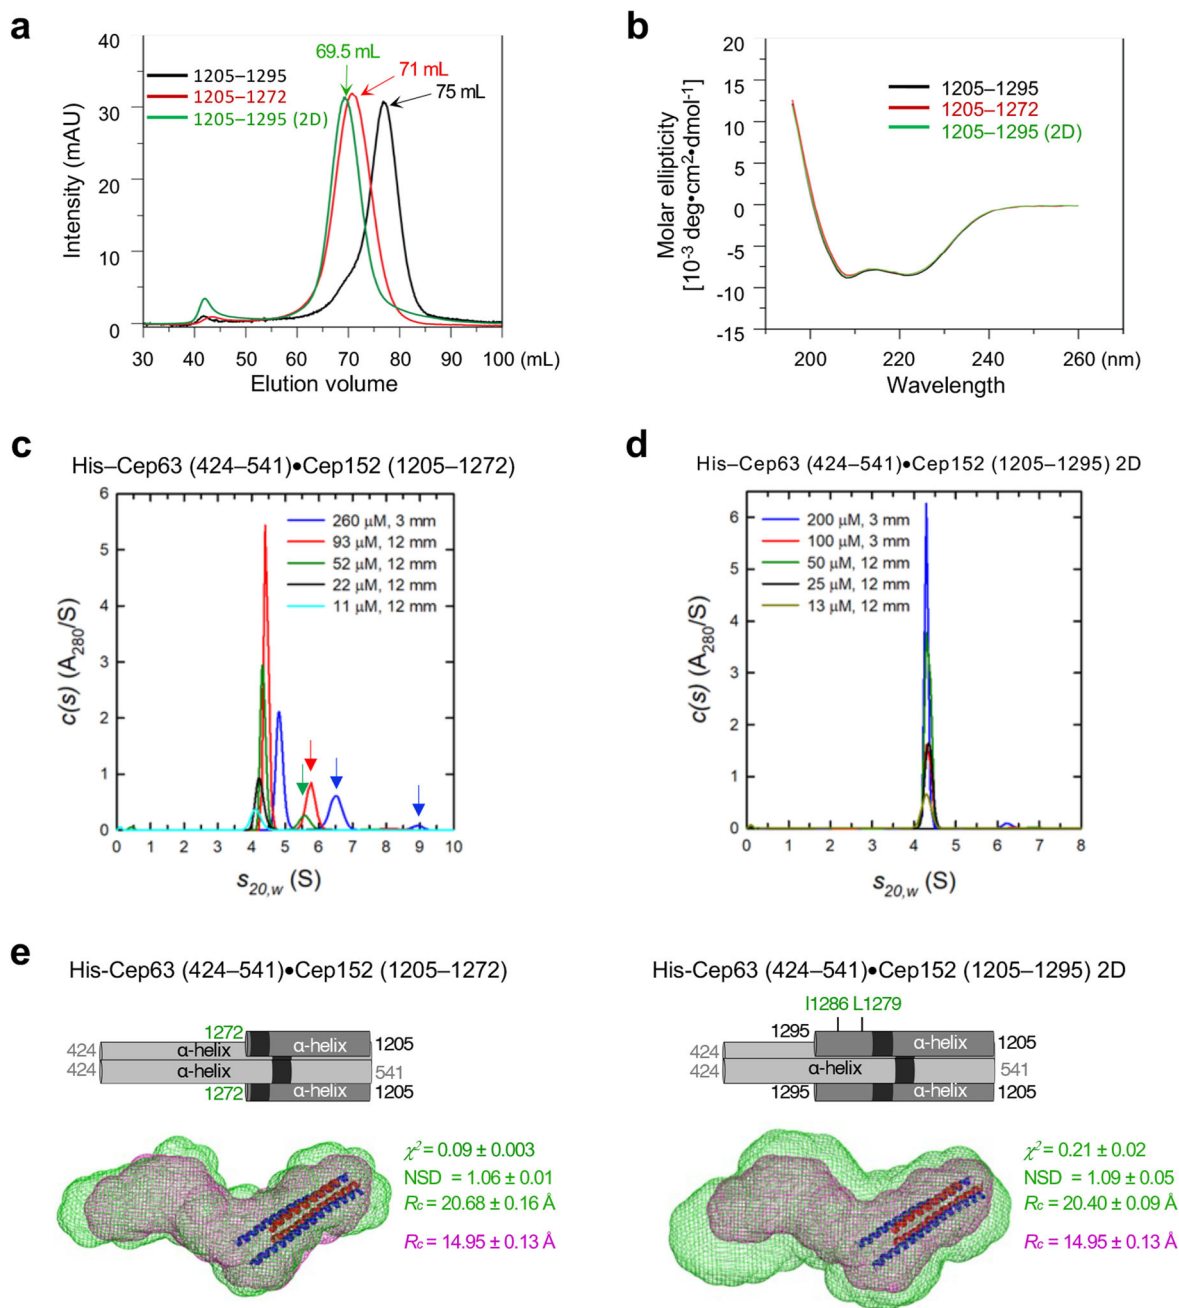 a
40
30
20
10
0
Intensity (mAU)
1205–1295
1205–1272
1205–1295 (2D)
69.5 mL
71 mL
75 mL
30 40 50 60 70 80 90 100 (mL)
Elution volume
b
20
15
10
5
0
-5
-10
-15
Molar ellipticity
[10⁻³ deg•cm²•dmol⁻¹]
1205–1295
1205–1272
1205–1295 (2D)
200 220 240 260 (nm)
Wavelength
c
His–Cep63 (424–541)●Cep152 (1205–1272)
6
5
4
3
2
1
0
c(s) (A₂₈₀/S)
260 µM, 3 mm
93 µM, 12 mm
52 µM, 12 mm
22 µM, 12 mm
11 µM, 12 mm
0 1 2 3 4 5 6 7 8 9 10
s₂₀,w (S)
d
His–Cep63 (424–541)●Cep152 (1205–1295) 2D
6
5
4
3
2
1
0
c(s) (A₂₈₀/S)
200 µM, 3 mm
100 µM, 3 mm
50 µM, 12 mm
25 µM, 12 mm
13 µM, 12 mm
0 1 2 3 4 5 6 7 8
s₂₀,w (S)
e
His-Cep63 (424–541)●Cep152 (1205–1272)
1272 α-helix 1205
424 α-helix
424 α-helix 541
1272 α-helix 1205
χ² = 0.09 ± 0.003
NSD = 1.06 ± 0.01
Rc = 20.68 ± 0.16 Å
Rc = 14.95 ± 0.13 Å
His-Cep63 (424–541)●Cep152 (1205–1295) 2D
I1286 L1279
1295 α-helix 1205
424
424 α-helix 541
1295 α-helix 1205
χ² = 0.21 ± 0.02
NSD = 1.09 ± 0.05
Rc = 20.40 ± 0.09 Å
Rc = 14.95 ± 0.13 Å